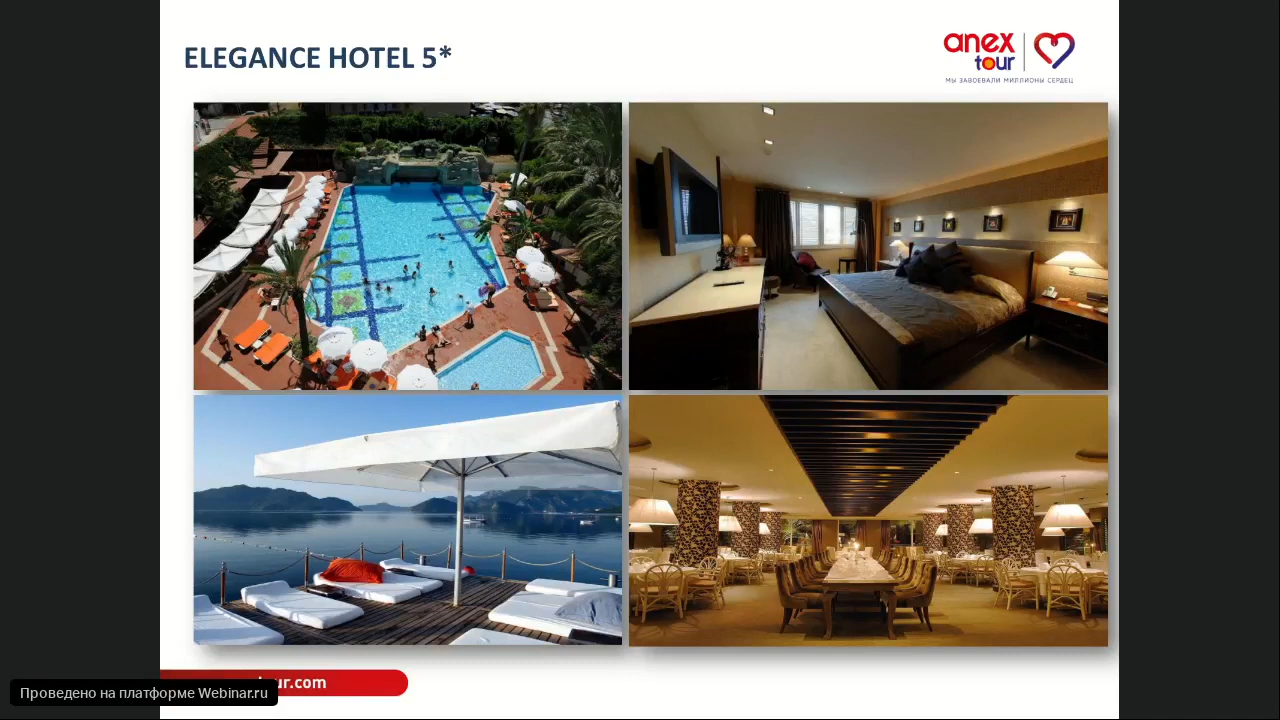 ELEGANCE HOTEL 5*
anex
tour
МЫ ЗАВОЕВАЛИ МИЛЛИОНЫ СЕРДЕЦ
tour.com
Проведено на платформе Webinar.ru